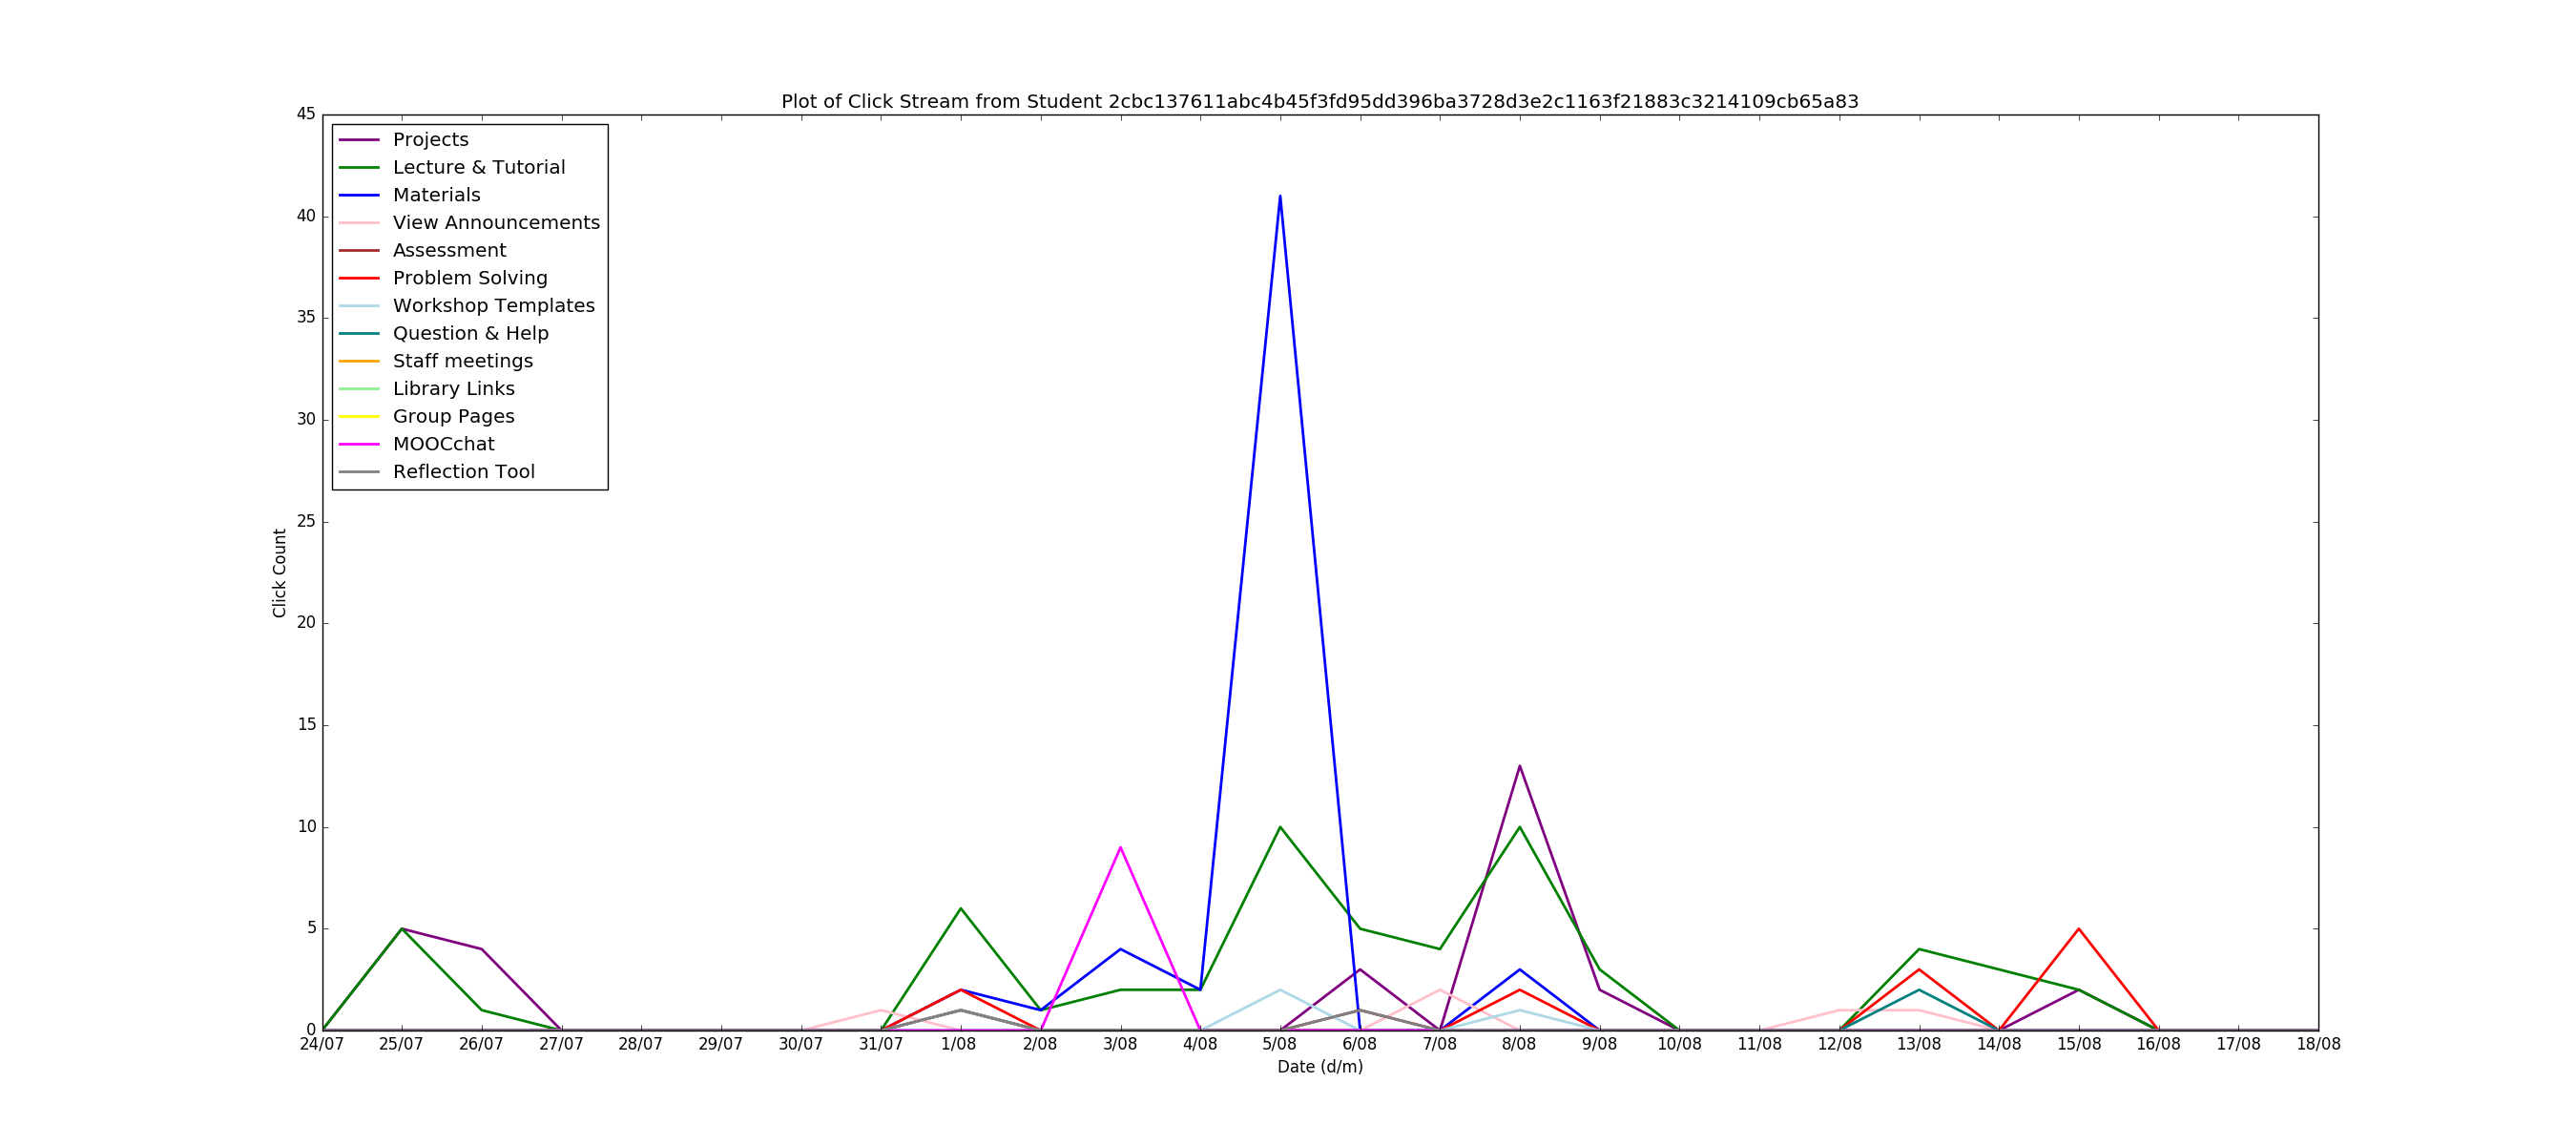 Plot of Click Stream from Student 2cbc137611abc4b45f3fd95dd396ba3728d3e2c1163f21883c3214109cb65a83
45
40
35
30
25
20
15
10
5
0
Click Count
Projects
Lecture & Tutorial
Materials
View Announcements
Assessment
Problem Solving
Workshop Templates
Question & Help
Staff meetings
Library Links
Group Pages
MOOCchat
Reflection Tool
24/07 25/07 26/07 27/07 28/07 29/07 30/07 31/07 1/08 2/08 3/08 4/08 5/08 6/08 7/08 8/08 9/08 10/08 11/08 12/08 13/08 14/08 15/08 16/08 17/08 18/08
Date (d/m)